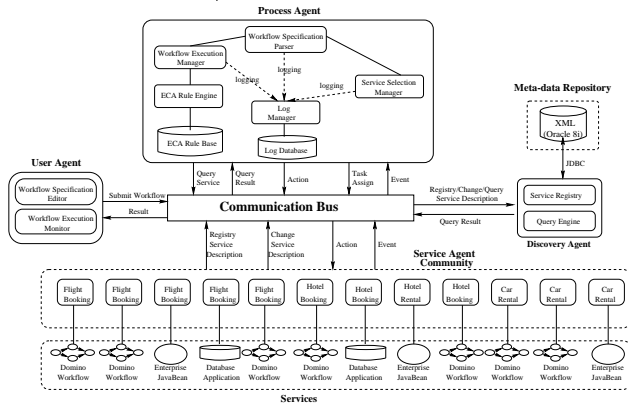 Process Agent
Workflow Specification
Parser
Workflow Execution
Manager
logging
logging
logging
Service Selection
Manager
ECA Rule Engine
Log
Manager
ECA Rule Base
Log Database
Meta-data Repository
XML
(Oracle 8i)
JDBC
User Agent
Workflow Specification
Editor
Workflow Execution
Monitor
Submit Workflow
Result
Query
Service
Query
Result
Action
Task
Assign
Event
Communication Bus
Registry/Change/Query
Service Description
Query Result
Service Registry
Query Engine
Discovery Agent
Registry
Service
Description
Change
Service
Description
Action
Event
Service Agent
Community
Flight
Booking
Flight
Booking
Flight
Booking
Flight
Booking
Flight
Booking
Hotel
Booking
Hotel
Booking
Hotel
Rental
Hotel
Booking
Car
Rental
Car
Rental
Car
Rental
Domino
Workflow
Domino
Workflow
Enterprise
JavaBean
Database
Application
Domino
Workflow
Domino
Workflow
Database
Application
Enterprise
JavaBean
Domino
Workflow
Domino
Workflow
Domino
Workflow
Enterprise
JavaBean
Services